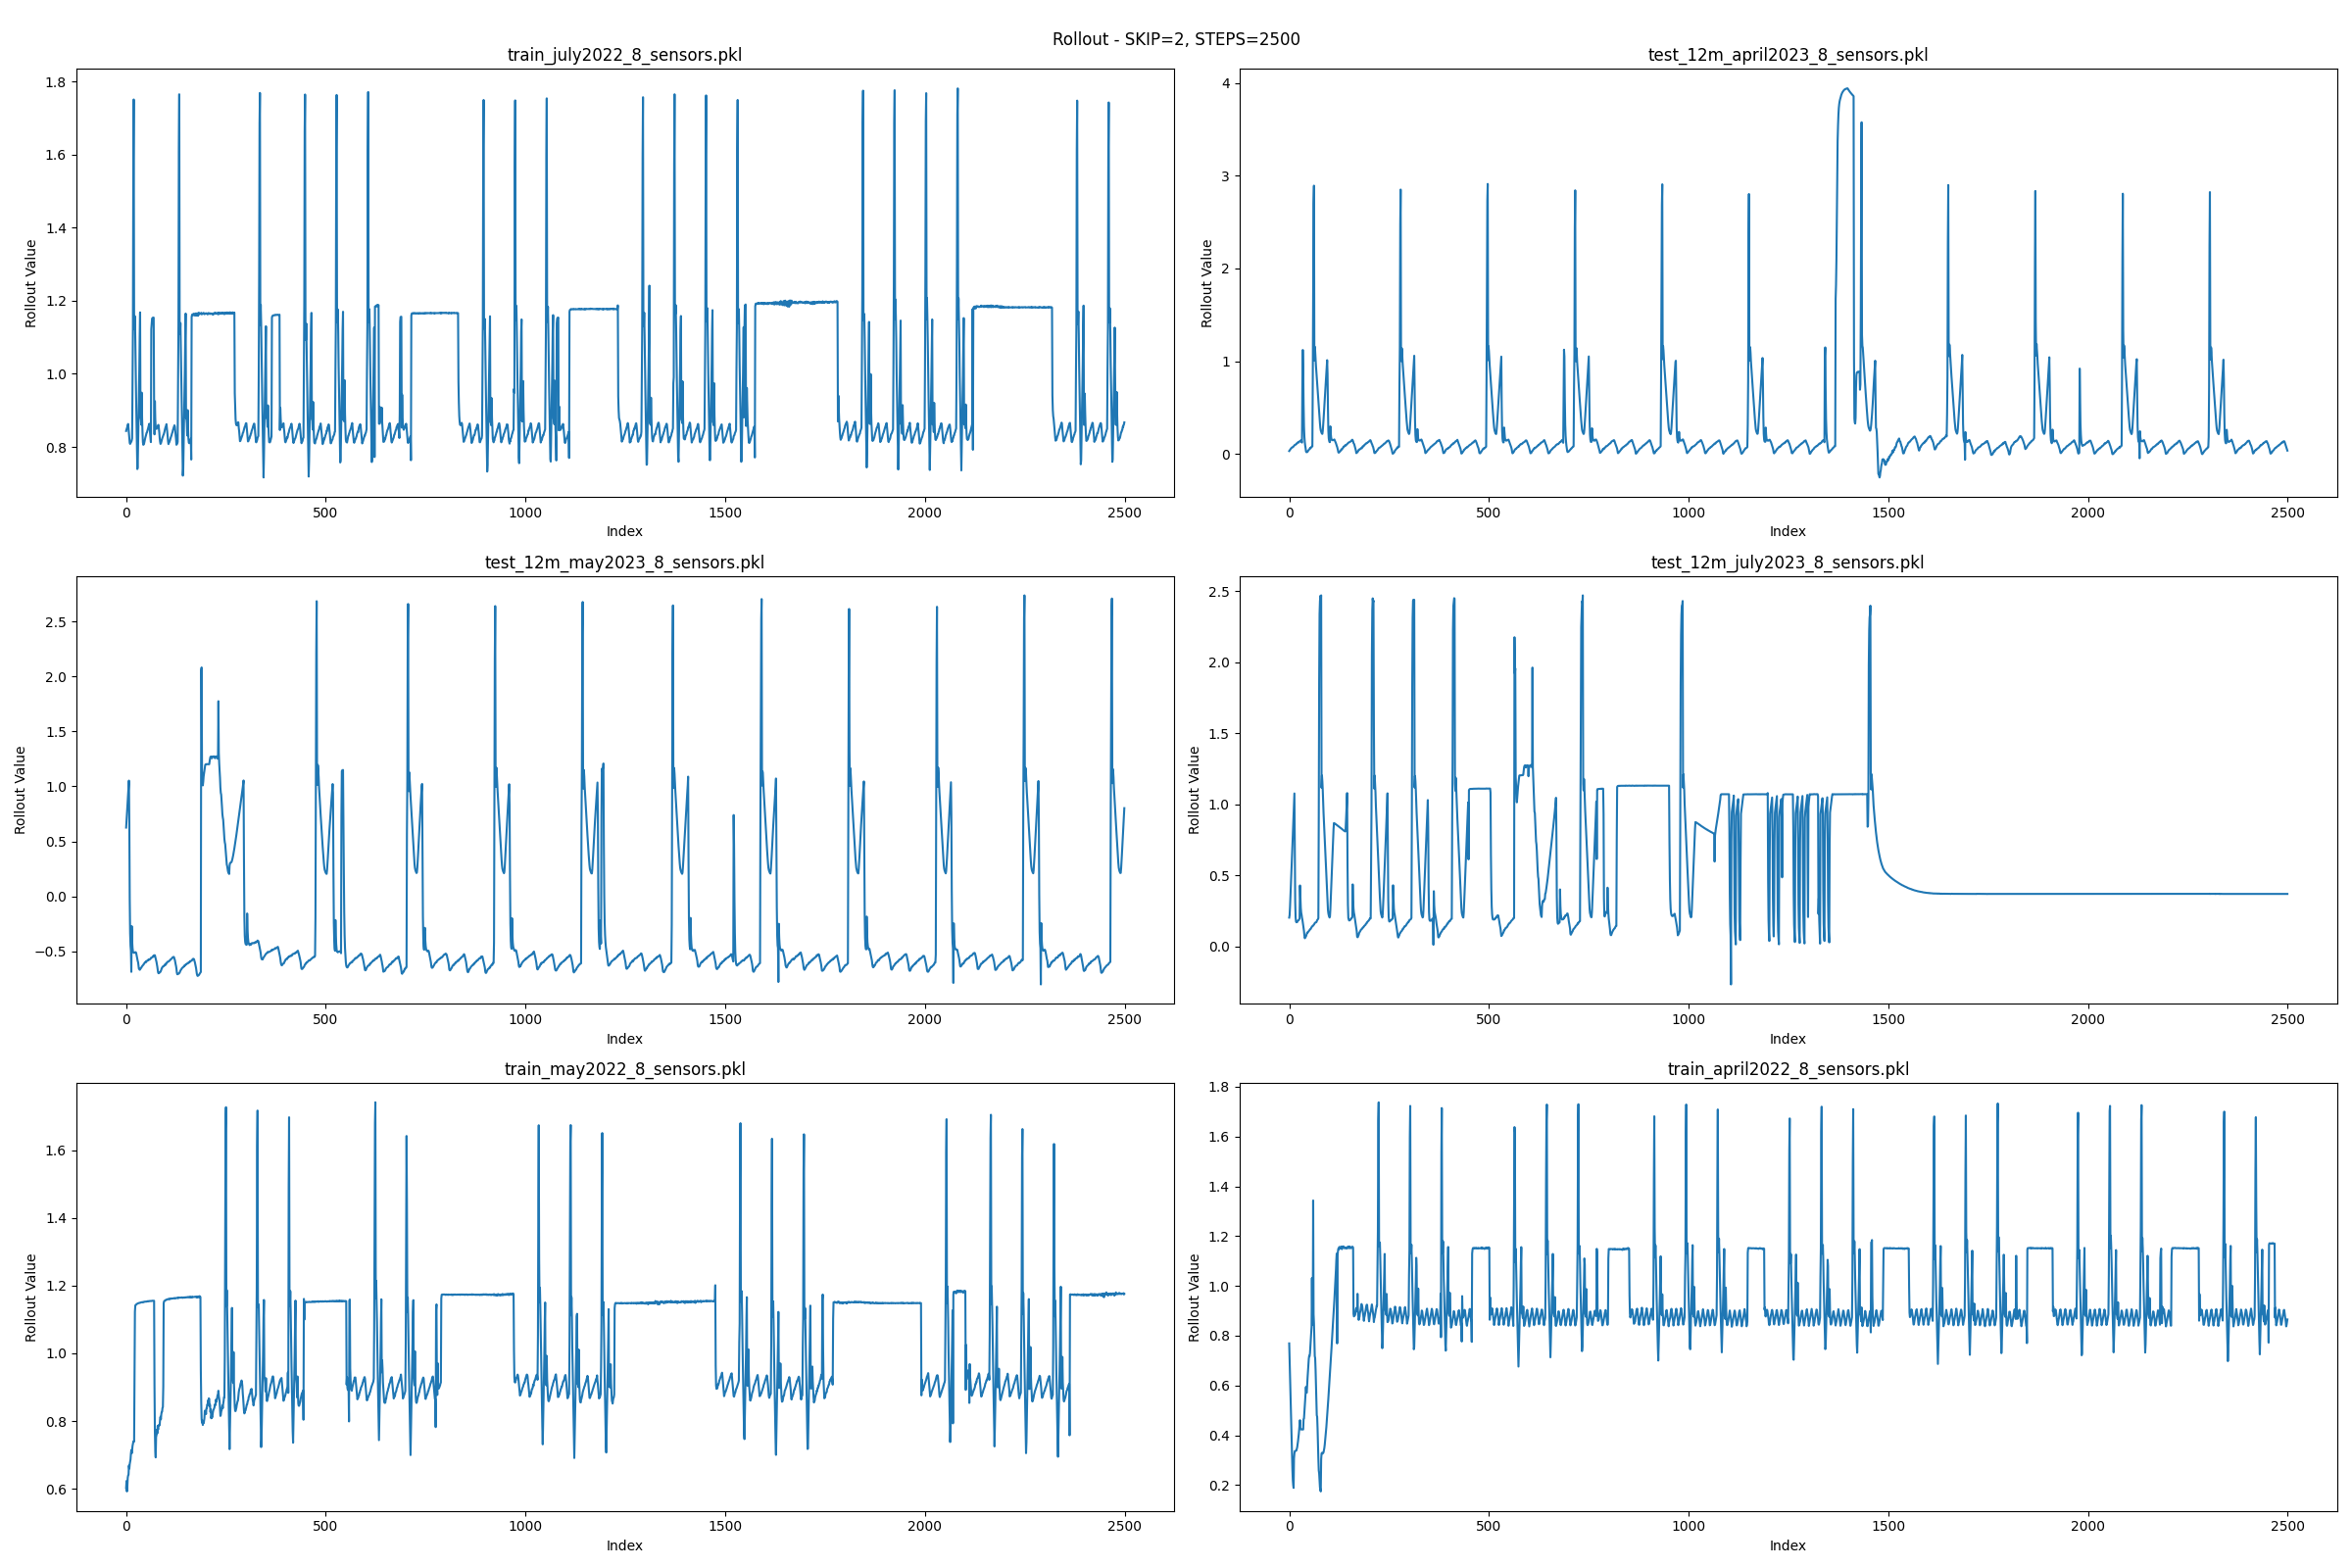 Rollout - SKIP=2, STEPS=2500
train_july2022_8_sensors.pkl
1.8
1.6
1.4
1.2
1.0
0.8
Rollout Value
0 500 1000 1500 2000 2500
Index
test_12m_april2023_8_sensors.pkl
4
3
2
1
0
Rollout Value
0 500 1000 1500 2000 2500
Index
test_12m_may2023_8_sensors.pkl
2.5
2.0
1.5
1.0
0.5
0.0
−0.5
Rollout Value
0 500 1000 1500 2000 2500
Index
test_12m_july2023_8_sensors.pkl
2.5
2.0
1.5
1.0
0.5
0.0
Rollout Value
0 500 1000 1500 2000 2500
Index
train_may2022_8_sensors.pkl
1.6
1.4
1.2
1.0
0.8
0.6
Rollout Value
0 500 1000 1500 2000 2500
Index
train_april2022_8_sensors.pkl
1.8
1.6
1.4
1.2
1.0
0.8
0.6
0.4
0.2
Rollout Value
0 500 1000 1500 2000 2500
Index